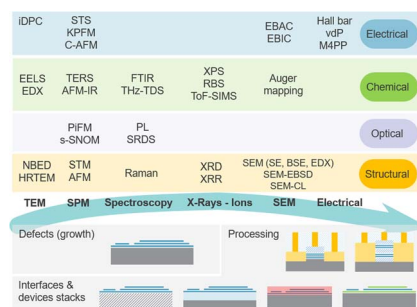 iDPC STS EBAC Hall bar
KPFM EBIC vdP Electrical
C-AFM M4PP
EELS TERS FTIR XPS Auger Chemical
EDX AFM-IR THz-TDS RBS mapping
ToF-SIMS
PiFM PL Optical
s-SNOM SRDS
NBED STM Raman XRD SEM (SE, BSE, EDX) Structural
HRTEM AFM XRR SEM-EBSD
SEM-CL
TEM SPM Spectroscopy X-Rays - Ions SEM Electrical
Defects (growth) Processing
Interfaces &
devices stacks